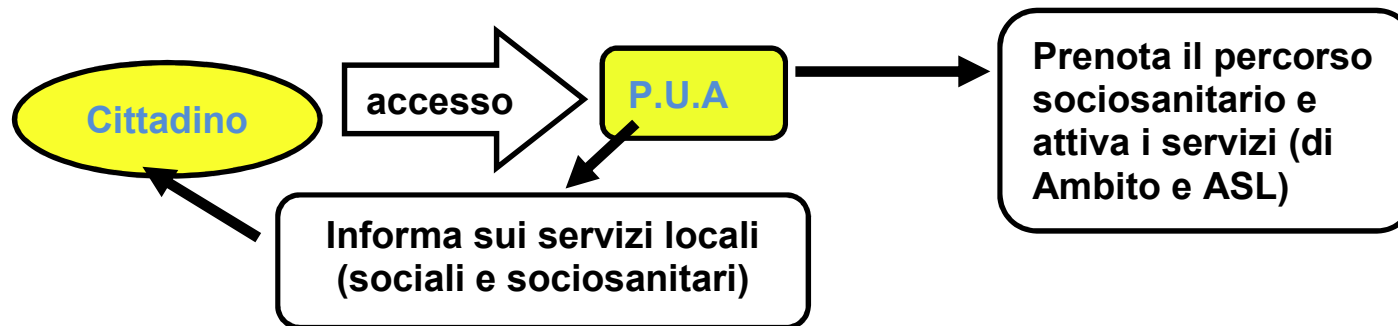 Cittadino
accesso
P.U.A
Prenota il percorso
sociosanitario e
attiva i servizi (di
Ambito e ASL)
Informa sui servizi locali
(sociali e sociosanitari)